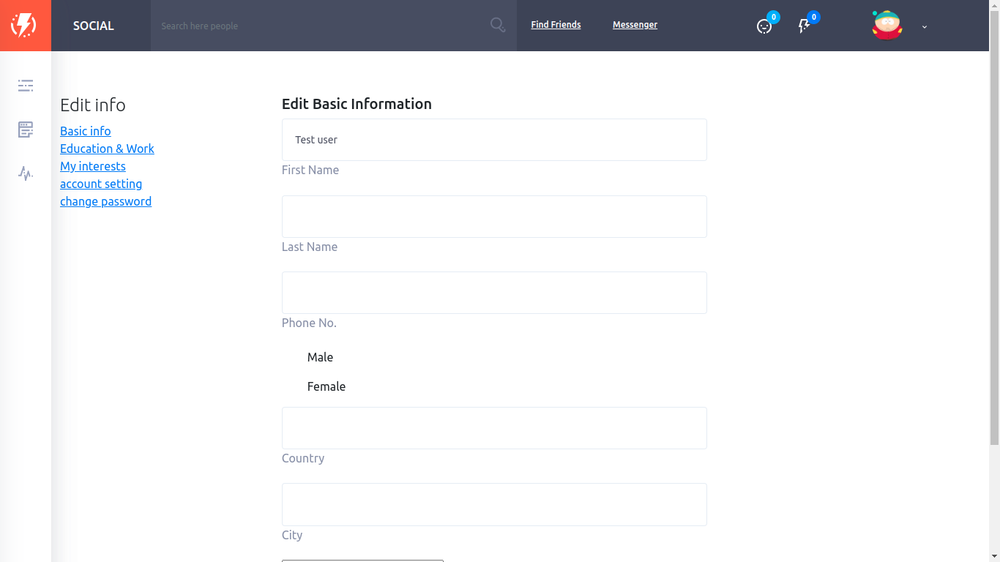 SOCIAL
Search here people
Find Friends
Messenger
0
0
Edit info
Basic info
Education & Work
My interests
account setting
change password
Edit Basic Information
Test user
First Name
Last Name
Phone No.
Male
Female
Country
City